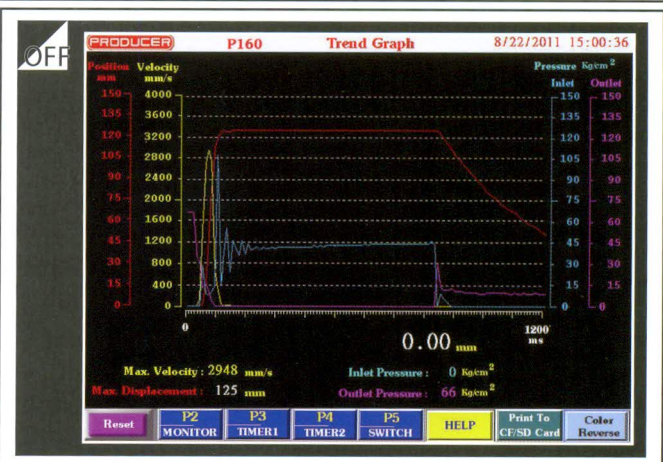 OFF
PRODUCER P160 Trend Graph 8/22/2011 15:00:36
Position mm Velocity mm/s Pressure Kg/cm2
Inlet Outlet
150 4000 150 150
135 3600 135 135
120 3200 120 120
105 2800 105 105
90 2400 90 90
75 2000 75 75
60 1600 60 60
45 1200 45 45
30 800 30 30
15 400 15 15
0 0 0 0
0 1200
ms
0.00 mm
Max. Velocity : 2948 mm/s Inlet Pressure : 0 Kg/cm2
Max. Displacement : 125 mm Outlet Pressure : 66 Kg/cm2
Reset P2 MONITOR P3 TIMER1 P4 TIMER2 P5 SWITCH HELP Print To CF/SD Card Color Reverse